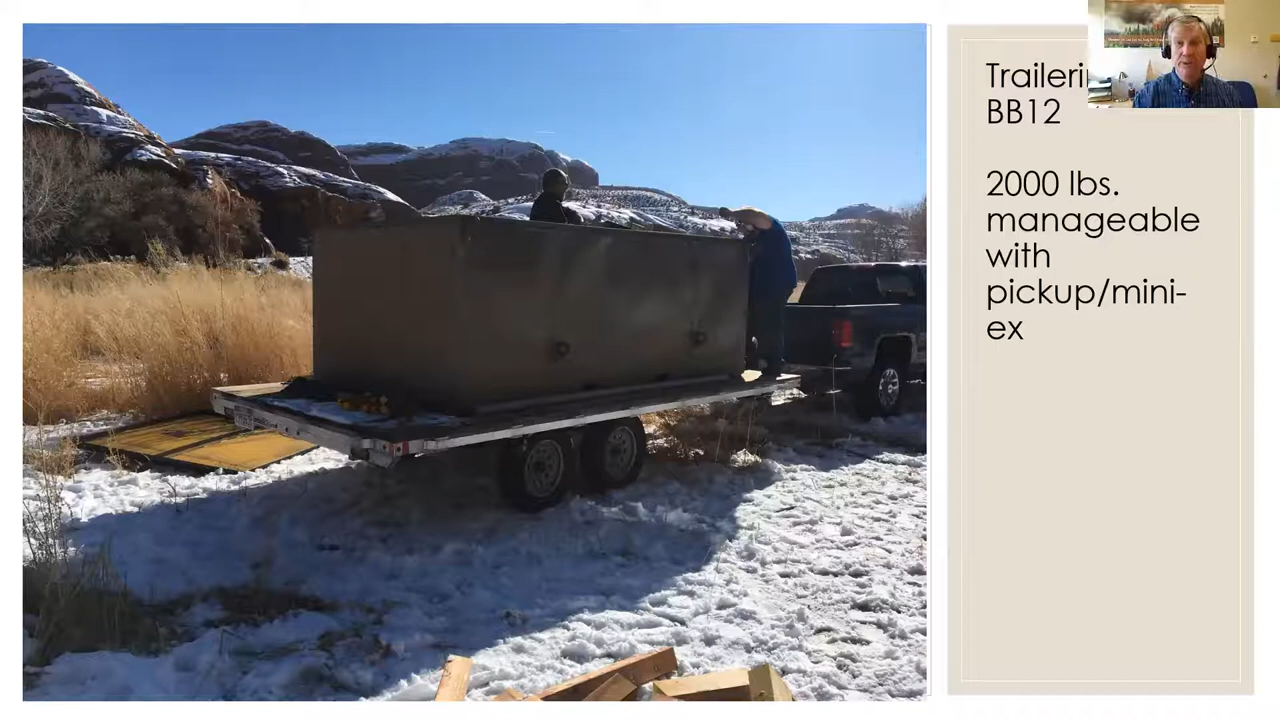 BB12
2000 lbs.
manageable
with
pickup/mini-
ex